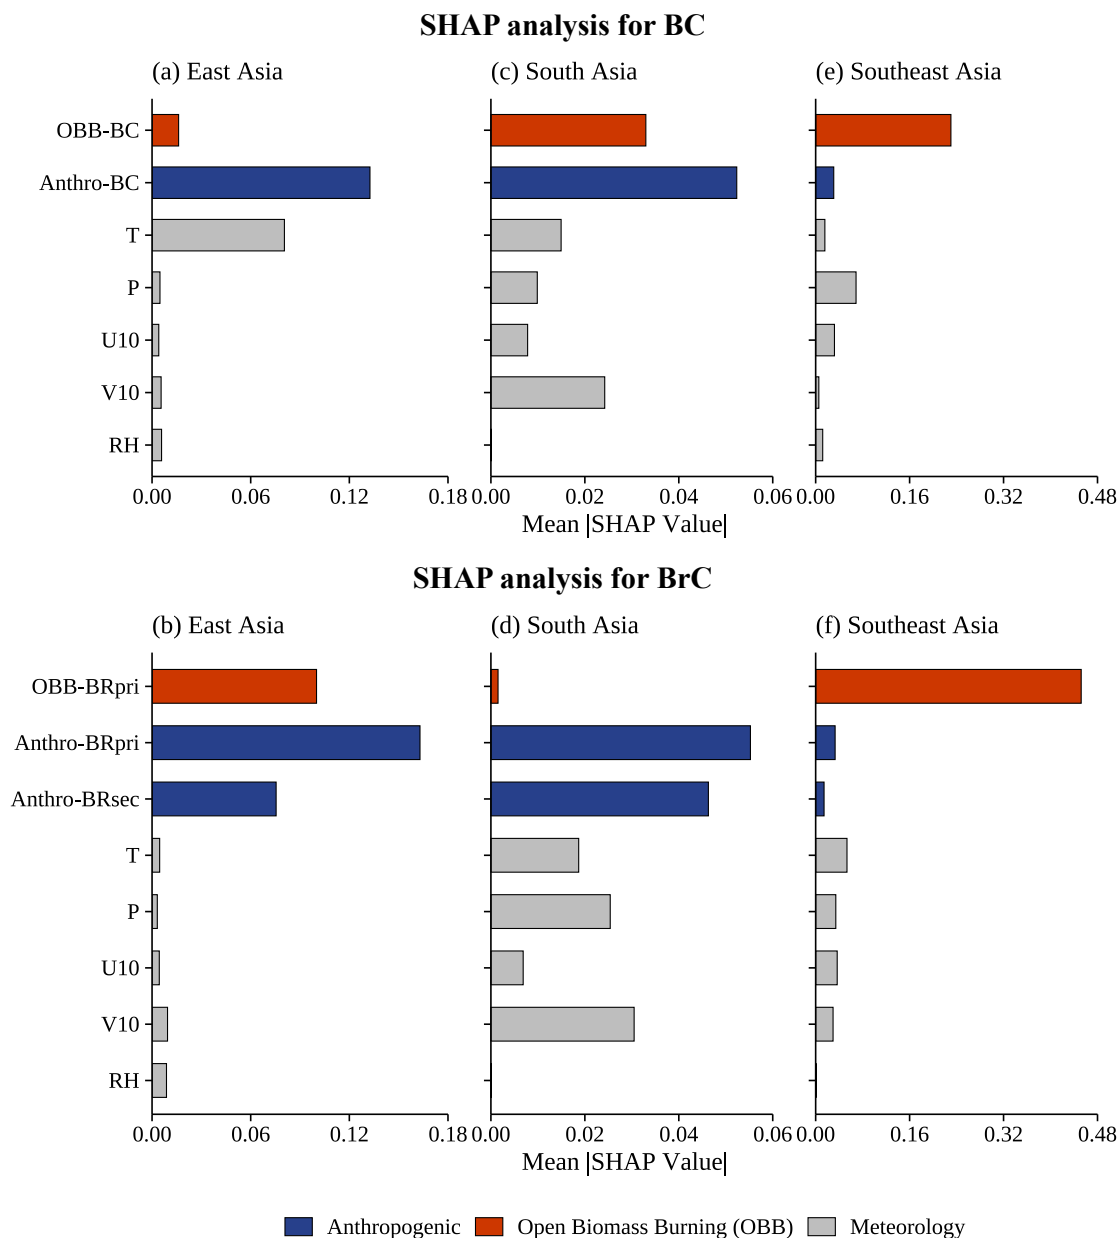 SHAP analysis for BC
(a) East Asia
(c) South Asia
(e) Southeast Asia
OBB-BC
Anthro-BC
T
P
U10
V10
RH
0.00 0.06 0.12 0.18
0.00 0.02 0.04 0.06
0.00 0.16 0.32 0.48
Mean |SHAP Value|
SHAP analysis for BrC
(b) East Asia
(d) South Asia
(f) Southeast Asia
OBB-BRpri
Anthro-BRpri
Anthro-BRsec
T
P
U10
V10
RH
0.00 0.06 0.12 0.18
0.00 0.02 0.04 0.06
0.00 0.16 0.32 0.48
Mean |SHAP Value|
Anthropogenic Open Biomass Burning (OBB) Meteorology